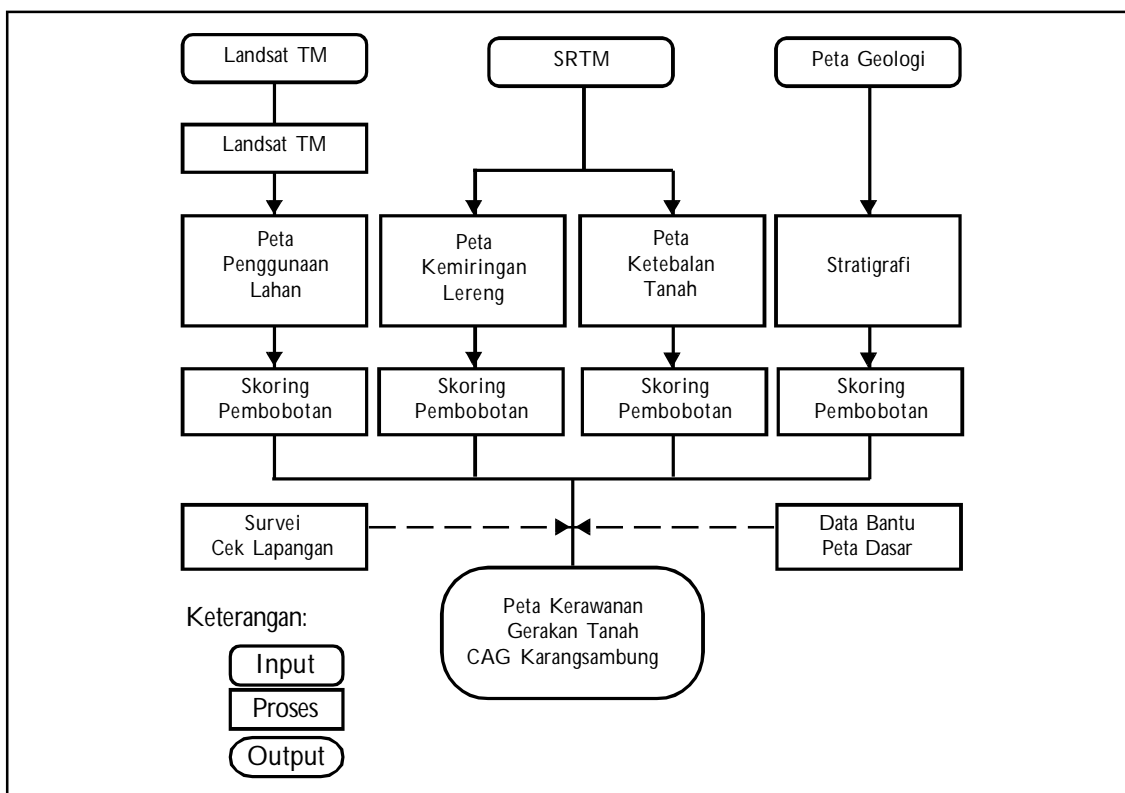 Landsat TM
SRTM
Peta Geologi
Landsat TM
Peta
Penggunaan
Lahan
Peta
Kemiringan
Lereng
Peta
Ketebalan
Tanah
Stratigrafi
Skoring
Pembobotan
Skoring
Pembobotan
Skoring
Pembobotan
Skoring
Pembobotan
Survei
Cek Lapangan
Data Bantu
Peta Dasar
Peta Kerawanan
Gerakan Tanah
CAG Karangsambung
Keterangan:
Input
Proses
Output